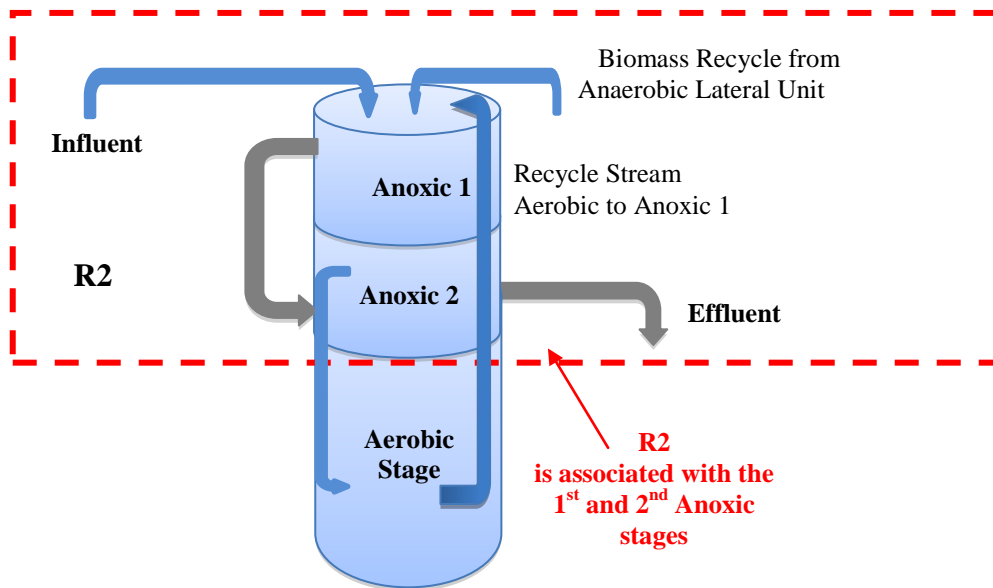 Biomass Recycle from
Anaerobic Lateral Unit
Influent
Anoxic 1
Recycle Stream
Aerobic to Anoxic 1
R2
Anoxic 2
Effluent
Aerobic
Stage
R2
is associated with the
1st and 2nd Anoxic
stages